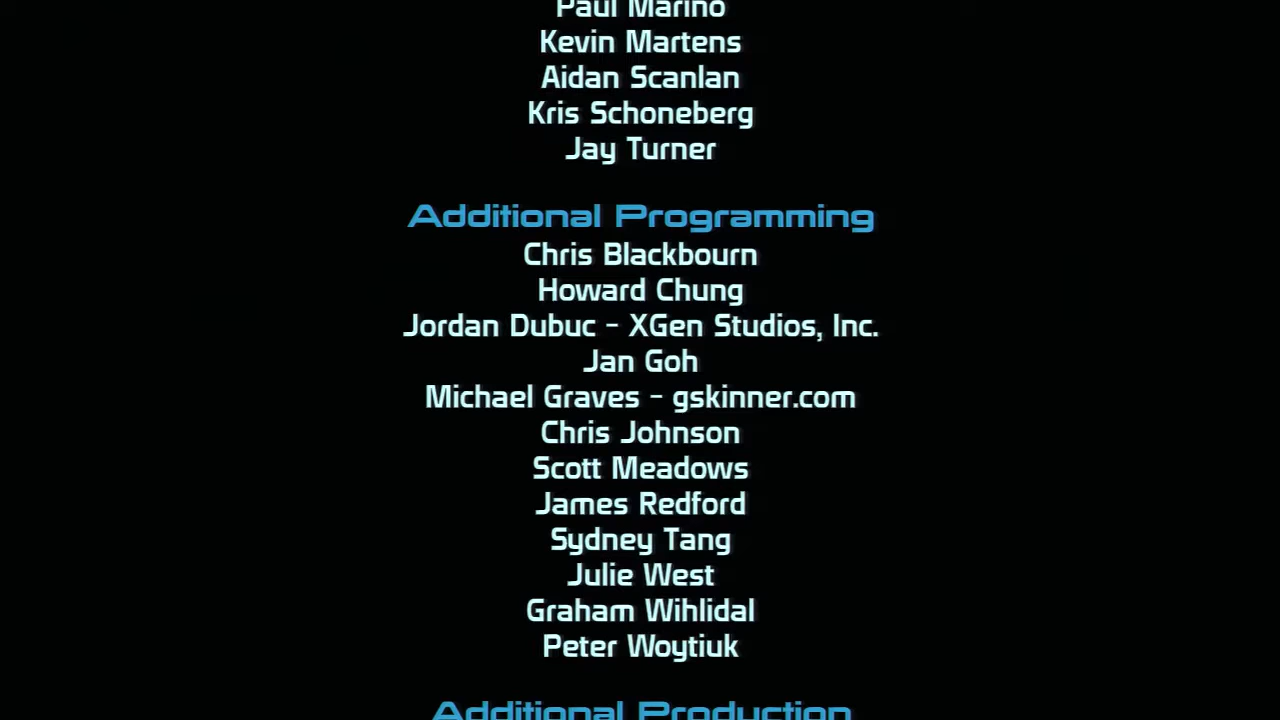 Paul Marino
Kevin Martens
Aidan Scanlan
Kris Schoneberg
Jay Turner
Additional Programming
Chris Blackbourn
Howard Chung
Jordan Dubuc - XGen Studios, Inc.
Jan Goh
Michael Graves - gskinner.com
Chris Johnson
Scott Meadows
James Redford
Sydney Tang
Julie West
Graham Wihlidal
Peter Woytiuk
Additional Production